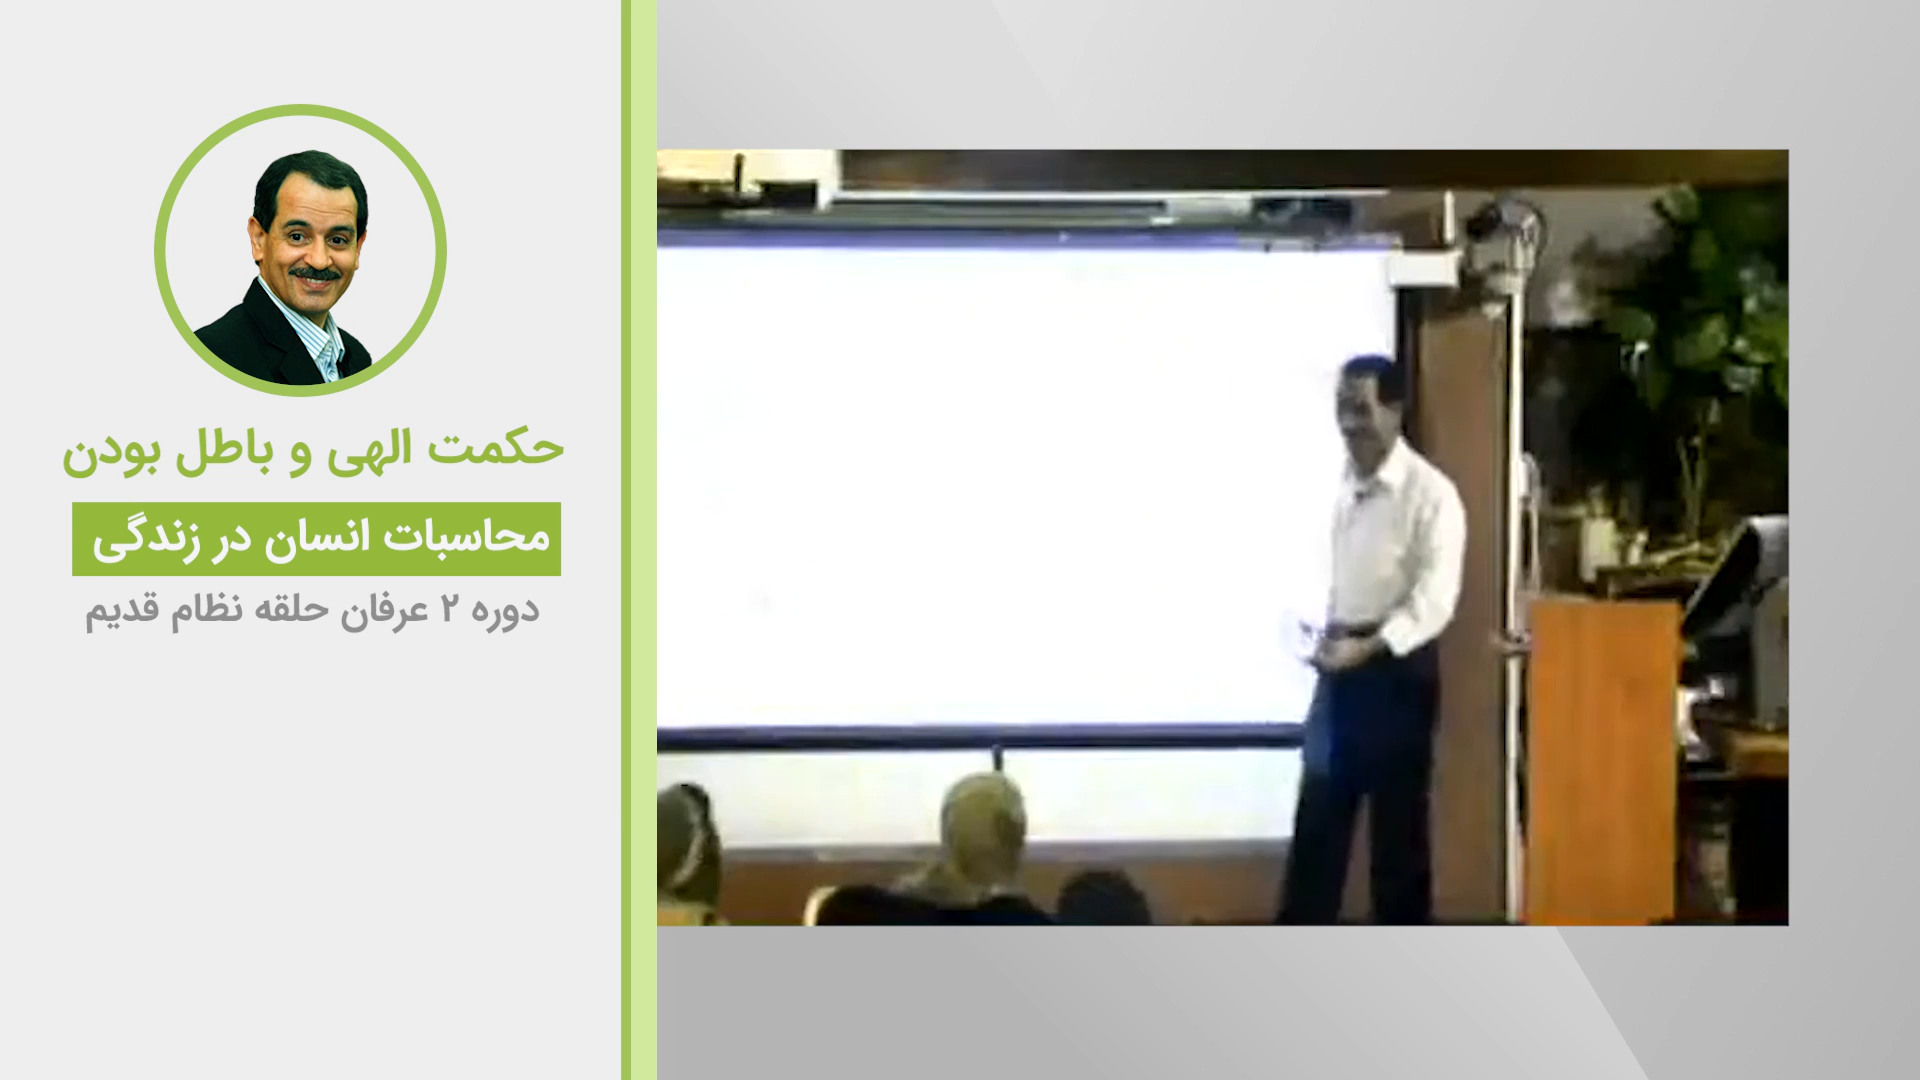 حکمت الهی و باطل بودن
محاسبات انسان در زندگی
دوره ۲ عرفان حلقه نظام قدیم